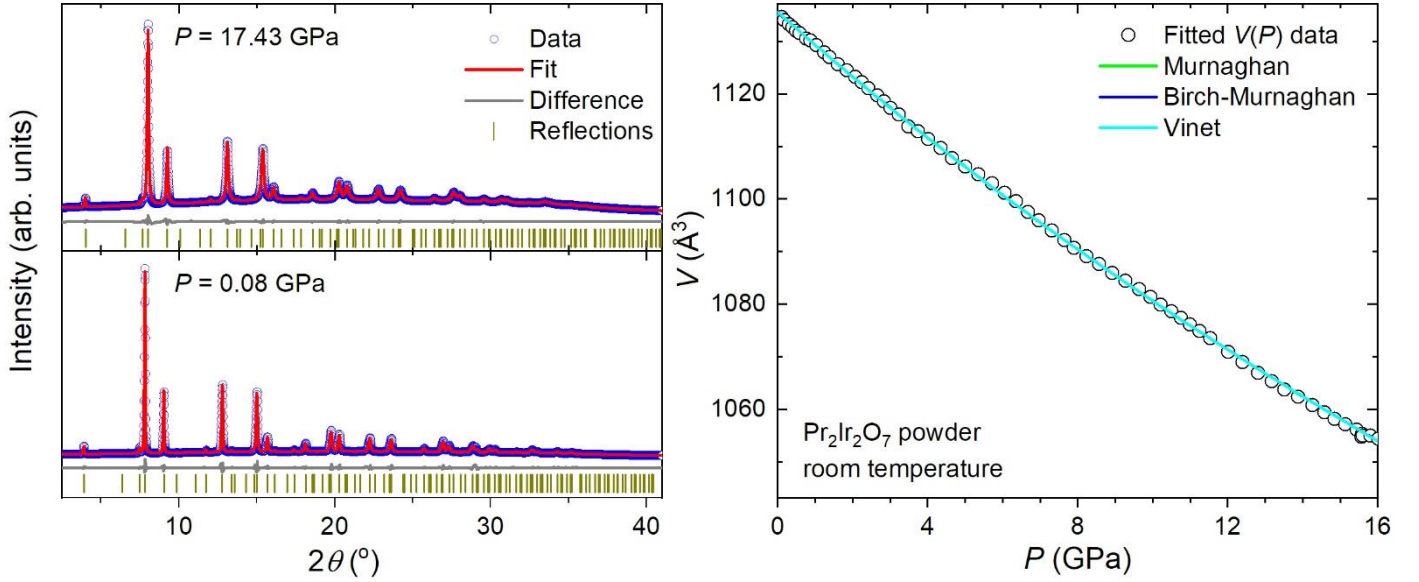 P = 17.43 GPa
Data
Fit
Difference
Reflections
P = 0.08 GPa
Intensity (arb. units)
10
20
30
40
2θ (º)
Fitted V(P) data
Murnaghan
Birch-Murnaghan
Vinet
1120
1100
1080
1060
V (Å³)
Pr₂Ir₂O₇ powder
room temperature
0
4
8
12
16
P (GPa)